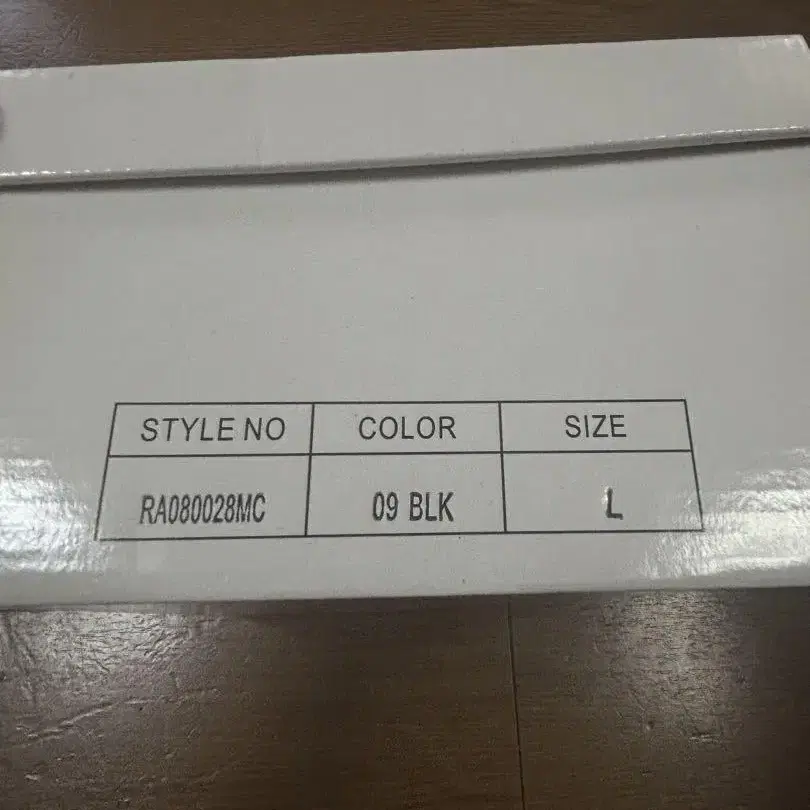 STYLE NO COLOR SIZE
RA080028MC 09 BLK L